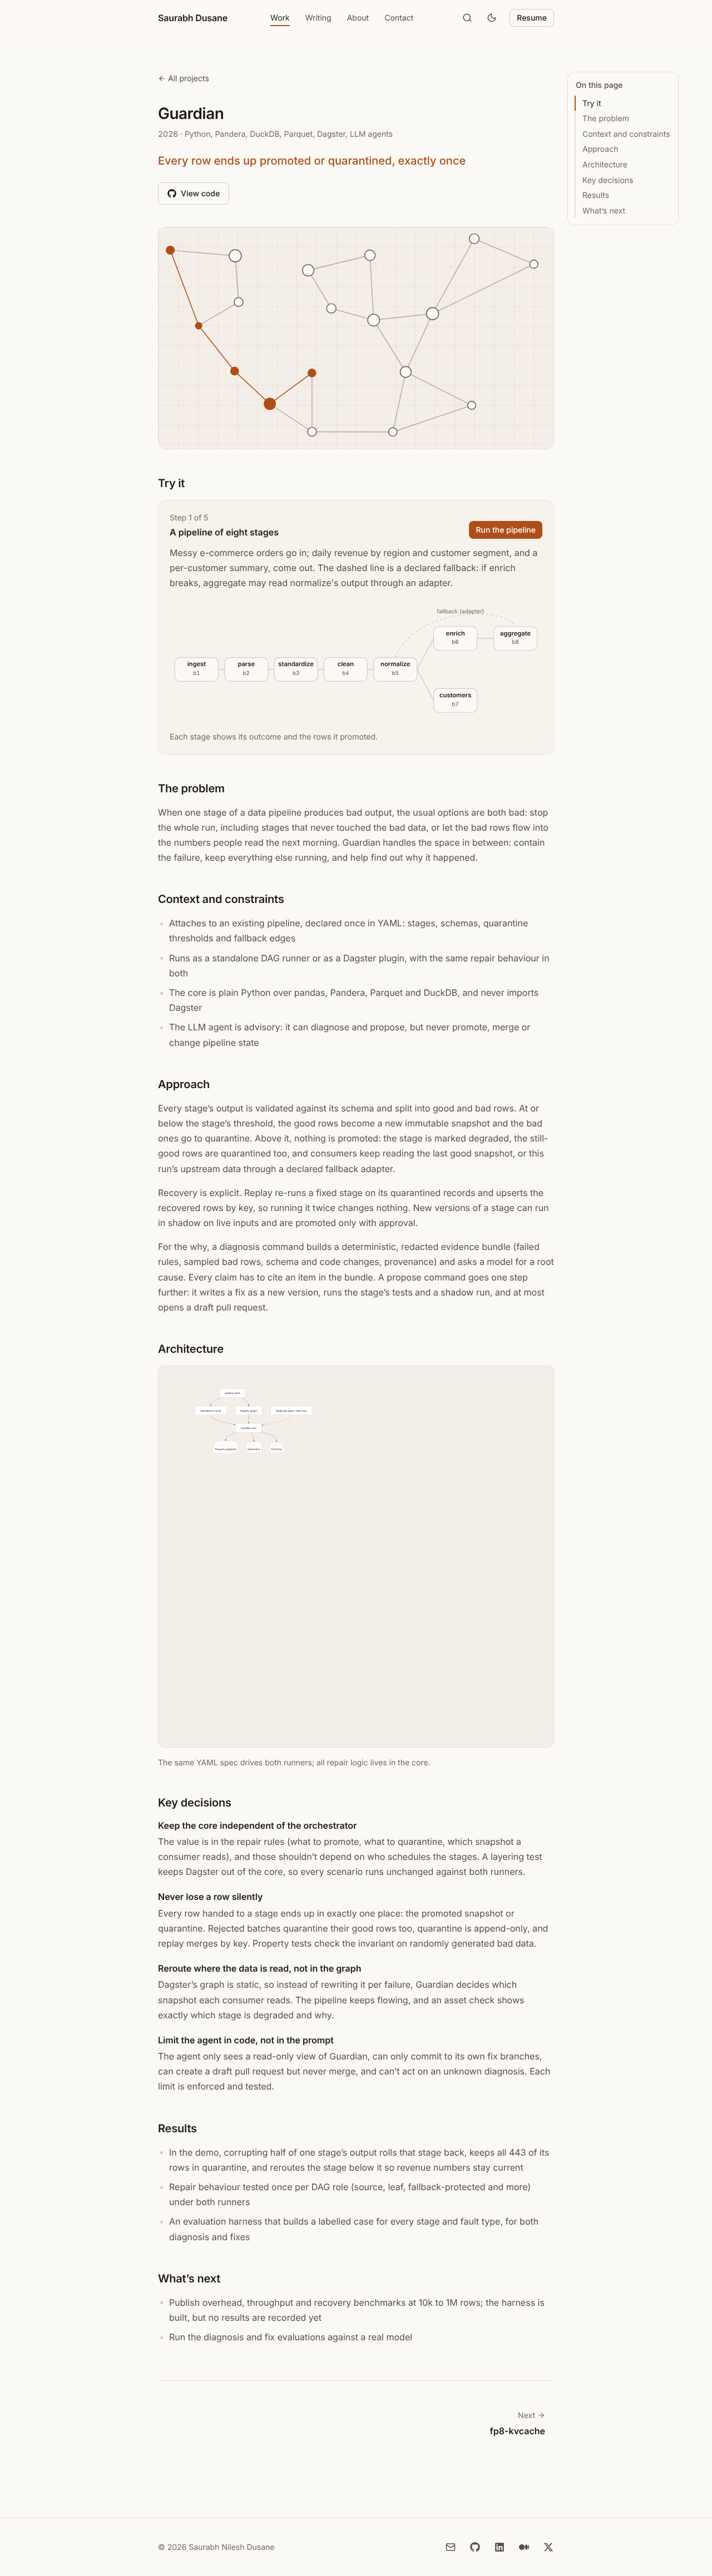 Saurabh Dusane
Work
Writing
About
Contact
Resume
← All projects
On this page
Try it
The problem
Context and constraints
Approach
Architecture
Key decisions
Results
What's next
Guardian
2026 · Python, Pandera, DuckDB, Parquet, Dagster, LLM agents
Every row ends up promoted or quarantined, exactly once
View code
Try it
Step 1 of 5
A pipeline of eight stages
Run the pipeline
Messy e-commerce orders go in; daily revenue by region and customer segment, and a
per-customer summary, come out. The dashed line is a declared fallback: if enrich
breaks, aggregate may read normalize's output through an adapter.
fallback (adapter)
enrich
b6
aggregate
b8
ingest
b1
parse
b2
standardize
b3
clean
b4
normalize
b5
customers
b7
Each stage shows its outcome and the rows it promoted.
The problem
When one stage of a data pipeline produces bad output, the usual options are both bad: stop
the whole run, including stages that never touched the bad data, or let the bad rows flow into
the numbers people read the next morning. Guardian handles the space in between: contain
the failure, keep everything else running, and help find out why it happened.
Context and constraints
Attaches to an existing pipeline, declared once in YAML: stages, schemas, quarantine
thresholds and fallback edges
Runs as a standalone DAG runner or as a Dagster plugin, with the same repair behaviour in
both
The core is plain Python over pandas, Pandera, Parquet and DuckDB, and never imports
Dagster
The LLM agent is advisory: it can diagnose and propose, but never promote, merge or
change pipeline state
Approach
Every stage's output is validated against its schema and split into good and bad rows. At or
below the stage's threshold, the good rows become a new immutable snapshot and the bad
ones go to quarantine. Above it, nothing is promoted: the stage is marked degraded, the still-
good rows are quarantined too, and consumers keep reading the last good snapshot, or this
run's upstream data through a declared fallback adapter.
Recovery is explicit. Replay re-runs a fixed stage on its quarantined records and upserts the
recovered rows by key, so running it twice changes nothing. New versions of a stage can run
in shadow on live inputs and are promoted only with approval.
For the why, a diagnosis command builds a deterministic, redacted evidence bundle (failed
rules, sampled bad rows, schema and code changes, provenance) and asks a model for a root
cause. Every claim has to cite an item in the bundle. A propose command goes one step
further: it writes a fix as a new version, runs the stage's tests and a shadow run, and at most
opens a draft pull request.
Architecture
The same YAML spec drives both runners; all repair logic lives in the core.
Key decisions
Keep the core independent of the orchestrator
The value is in the repair rules (what to promote, what to quarantine, which snapshot a
consumer reads), and those shouldn't depend on who schedules the stages. A layering test
keeps Dagster out of the core, so every scenario runs unchanged against both runners.
Never lose a row silently
Every row handed to a stage ends up in exactly one place: the promoted snapshot or
quarantine. Rejected batches quarantine their good rows too, quarantine is append-only, and
replay merges by key. Property tests check the invariant on randomly generated bad data.
Reroute where the data is read, not in the graph
Dagster's graph is static, so instead of rewriting it per failure, Guardian decides which
snapshot each consumer reads. The pipeline keeps flowing, and an asset check shows
exactly which stage is degraded and why.
Limit the agent in code, not in the prompt
The agent only sees a read-only view of Guardian, can only commit to its own fix branches,
can create a draft pull request but never merge, and can't act on an unknown diagnosis. Each
limit is enforced and tested.
Results
In the demo, corrupting half of one stage's output rolls that stage back, keeps all 443 of its
rows in quarantine, and reroutes the stage below it so revenue numbers stay current
Repair behaviour tested once per DAG role (source, leaf, fallback-protected and more)
under both runners
An evaluation harness that builds a labelled case for every stage and fault type, for both
diagnosis and fixes
What's next
Publish overhead, throughput and recovery benchmarks at 10k to 1M rows; the harness is
built, but no results are recorded yet
Run the diagnosis and fix evaluations against a real model
Next →
fp8-kvcache
© 2026 Saurabh Nilesh Dusane